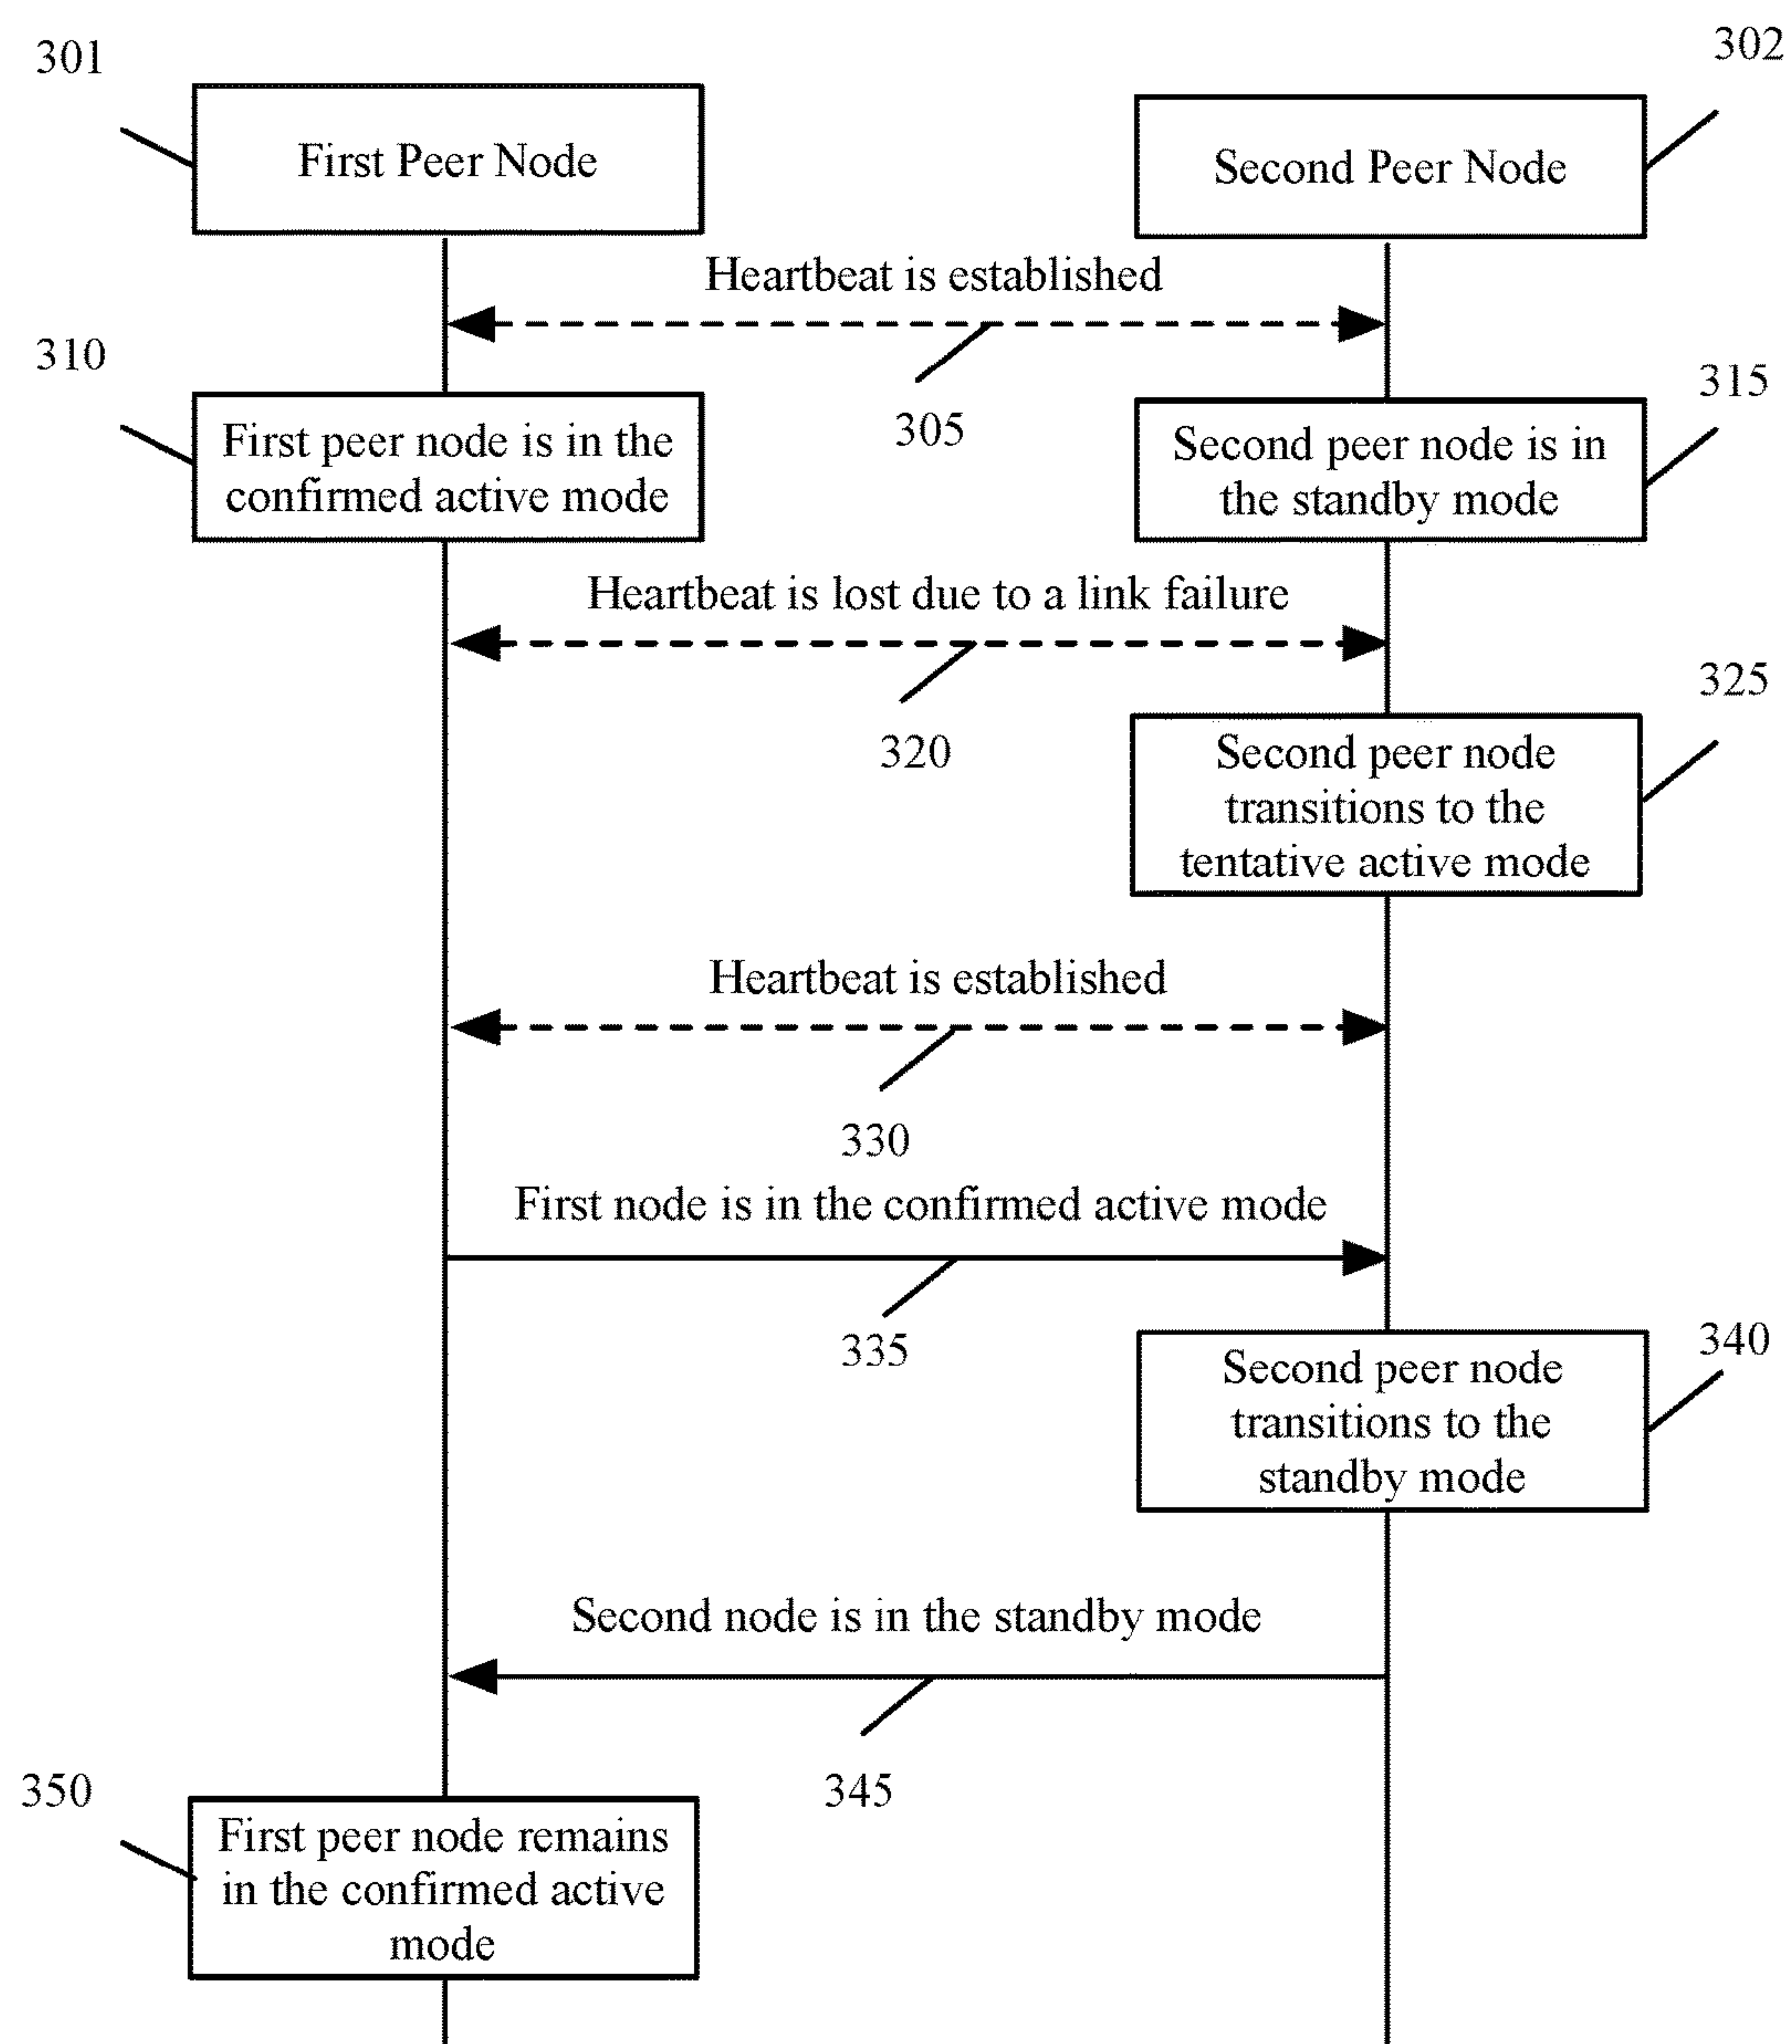 301
302
First Peer Node
Second Peer Node
Heartbeat is established
305
310
First peer node is in the
confirmed active mode
315
Second peer node is in
the standby mode
Heartbeat is lost due to a link failure
320
325
Second peer node
transitions to the
tentative active mode
Heartbeat is established
330
First node is in the confirmed active mode
335
340
Second peer node
transitions to the
standby mode
Second node is in the standby mode
345
350
First peer node remains
in the confirmed active
mode